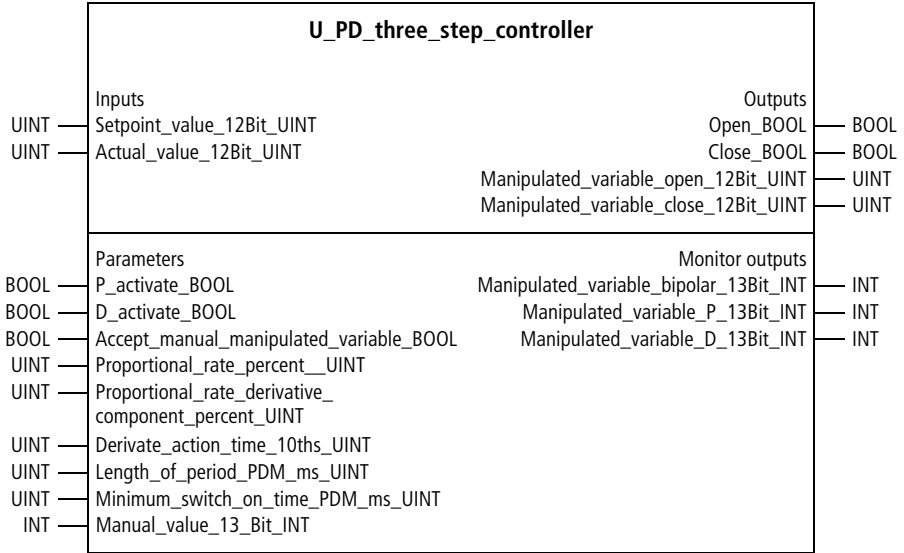 U_PD_three_step_controller
Inputs Outputs
UINT Setpoint_value_12Bit_UINT Open_BOOL BOOL
UINT Actual_value_12Bit_UINT Close_BOOL BOOL
Manipulated_variable_open_12Bit_UINT UINT
Manipulated_variable_close_12Bit_UINT UINT
Parameters Monitor outputs
BOOL P_activate_BOOL Manipulated_variable_bipolar_13Bit_INT INT
BOOL D_activate_BOOL Manipulated_variable_P_13Bit_INT INT
BOOL Accept_manual_manipulated_variable_BOOL Manipulated_variable_D_13Bit_INT INT
UINT Proportional_rate_percent__UINT
UINT Proportional_rate_derivative_
component_percent_UINT
UINT Derivate_action_time_10ths_UINT
UINT Length_of_period_PDM_ms_UINT
UINT Minimum_switch_on_time_PDM_ms_UINT
INT Manual_value_13_Bit_INT